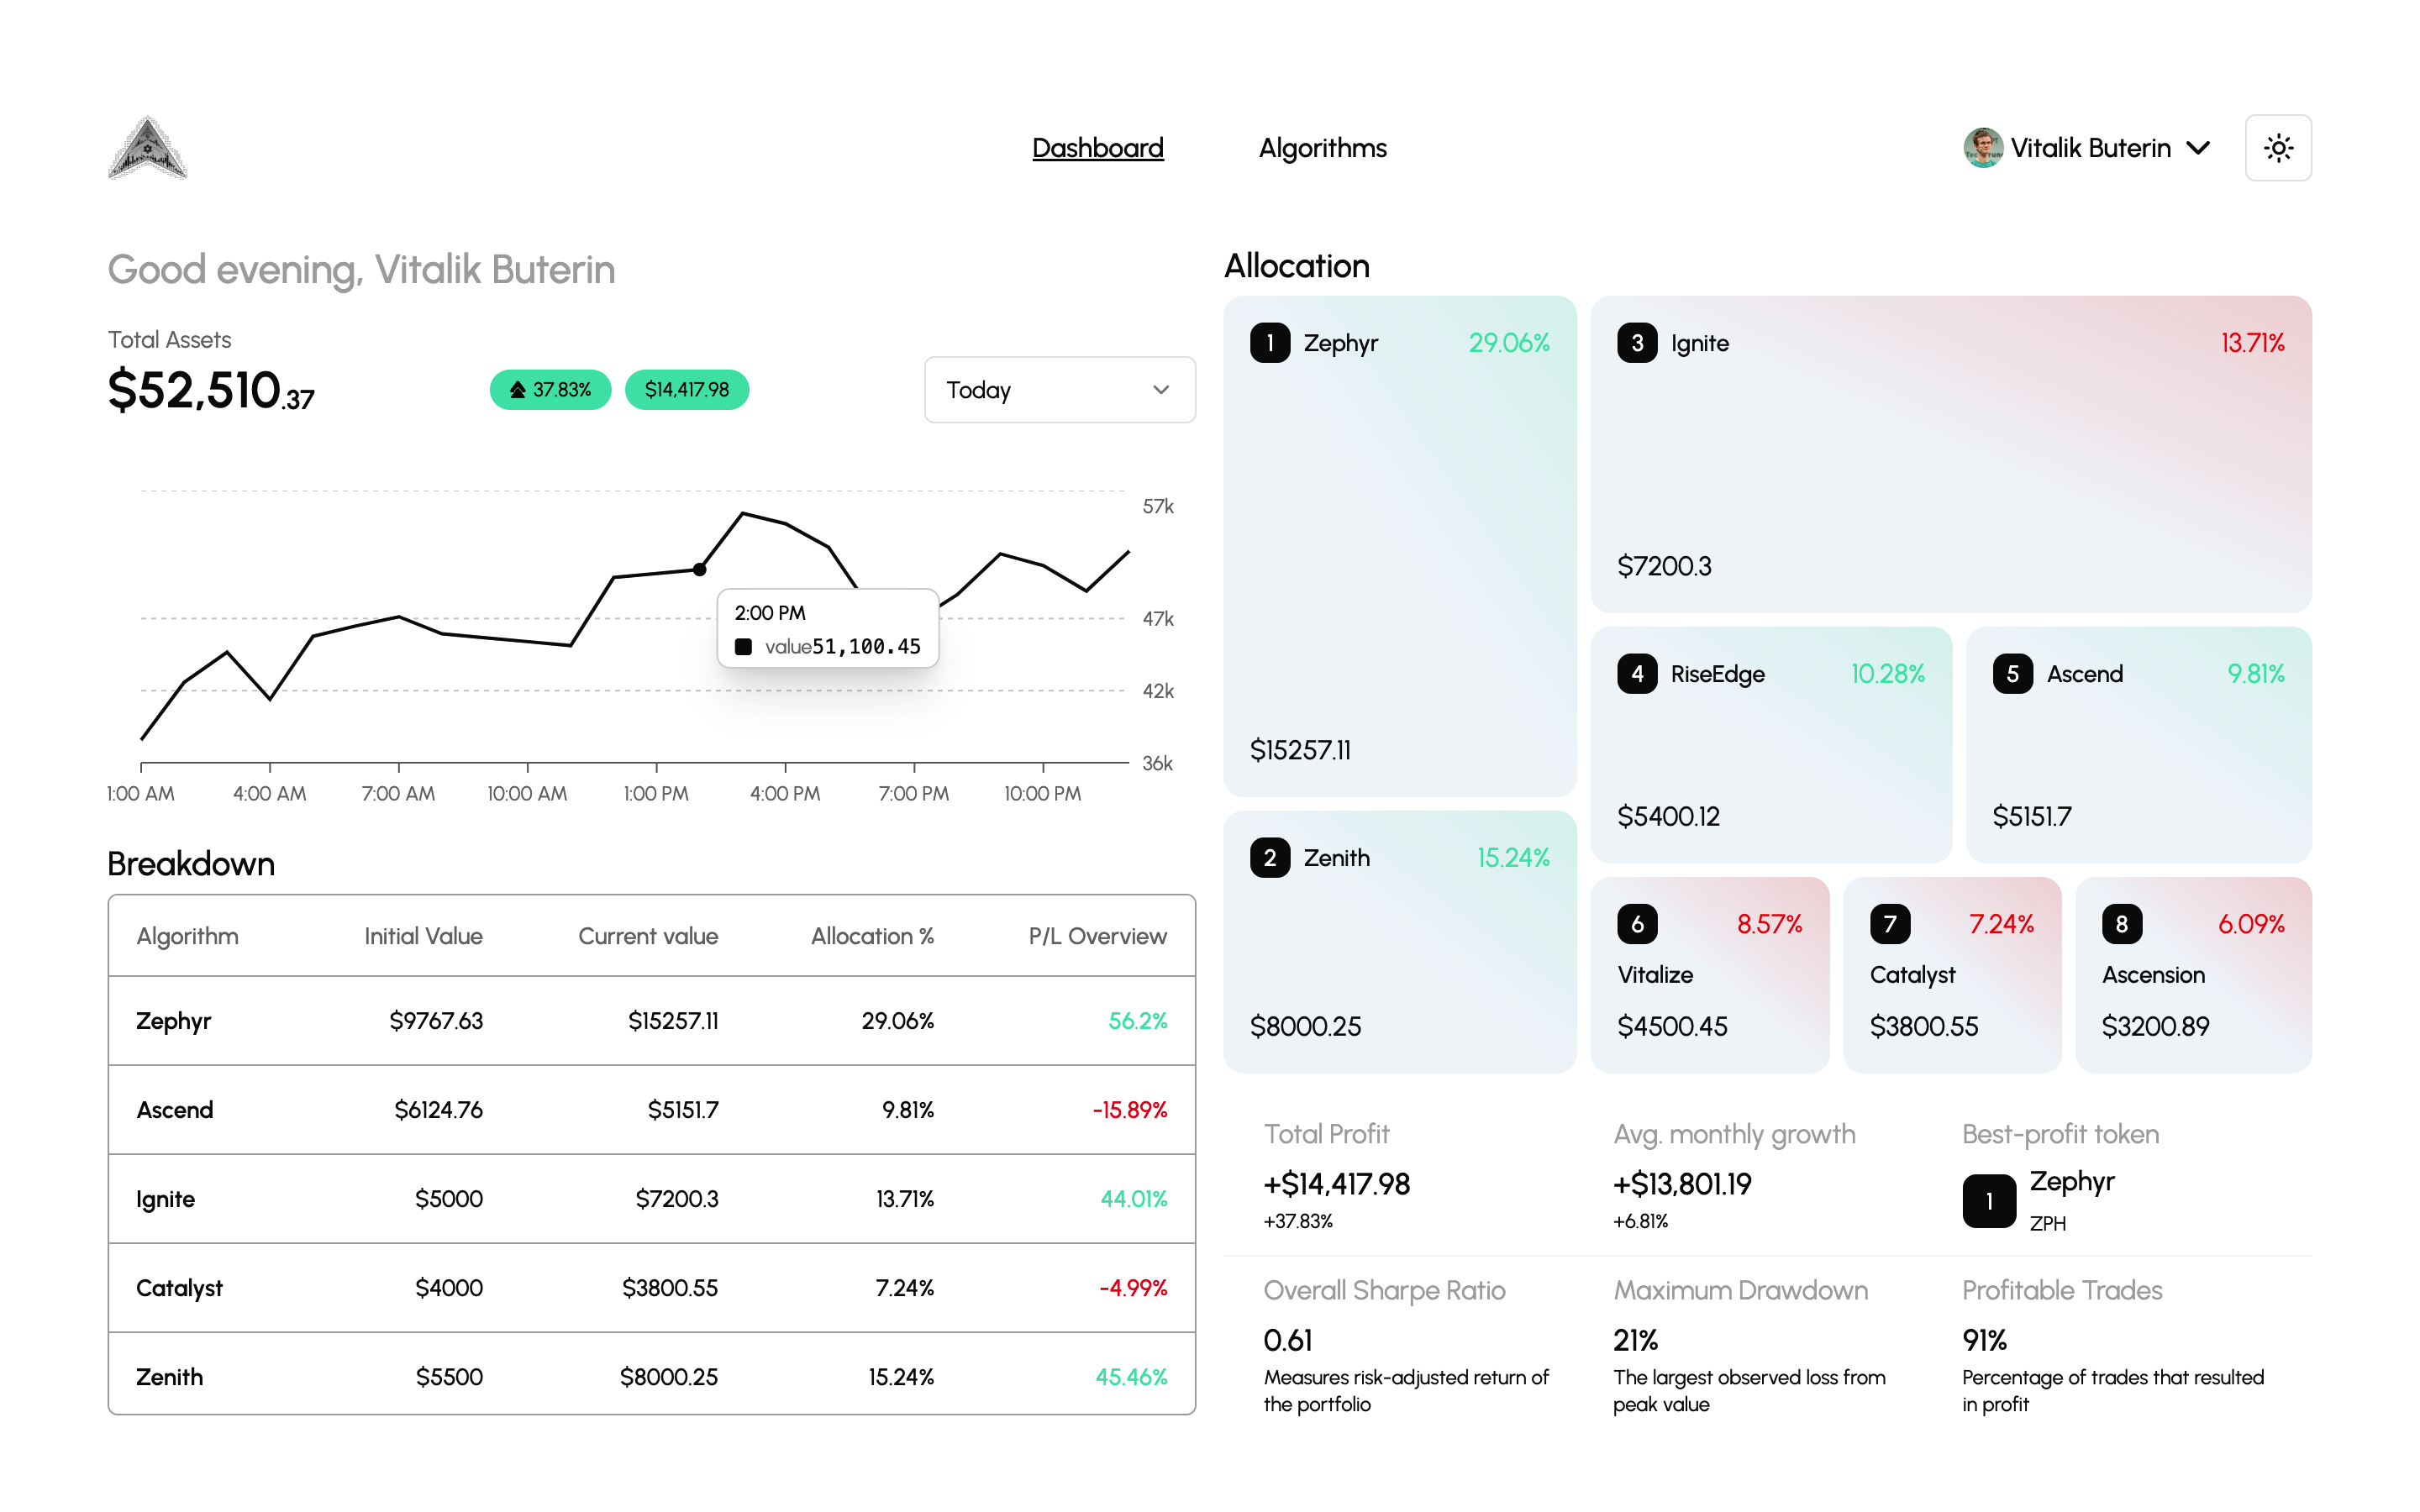 Dashboard
Algorithms
Vitalik Buterin
Good evening, Vitalik Buterin
Total Assets
$52,510.37
37.83%
$14,417.98
Today
57k
47k
42k
36k
2:00 PM
value51,100.45
1:00 AM
4:00 AM
7:00 AM
10:00 AM
1:00 PM
4:00 PM
7:00 PM
10:00 PM
Breakdown
Algorithm Initial Value Current value Allocation % P/L Overview
Zephyr $9767.63 $15257.11 29.06% 56.2%
Ascend $6124.76 $5151.7 9.81% -15.89%
Ignite $5000 $7200.3 13.71% 44.01%
Catalyst $4000 $3800.55 7.24% -4.99%
Zenith $5500 $8000.25 15.24% 45.46%
Allocation
1 Zephyr 29.06%
$15257.11
2 Zenith 15.24%
$8000.25
3 Ignite 13.71%
$7200.3
4 RiseEdge 10.28%
$5400.12
5 Ascend 9.81%
$5151.7
6 8.57%
Vitalize
$4500.45
7 7.24%
Catalyst
$3800.55
8 6.09%
Ascension
$3200.89
Total Profit
+$14,417.98
+37.83%
Avg. monthly growth
+$13,801.19
+6.81%
Best-profit token
1
Zephyr
ZPH
Overall Sharpe Ratio
0.61
Measures risk-adjusted return of
the portfolio
Maximum Drawdown
21%
The largest observed loss from
peak value
Profitable Trades
91%
Percentage of trades that resulted
in profit